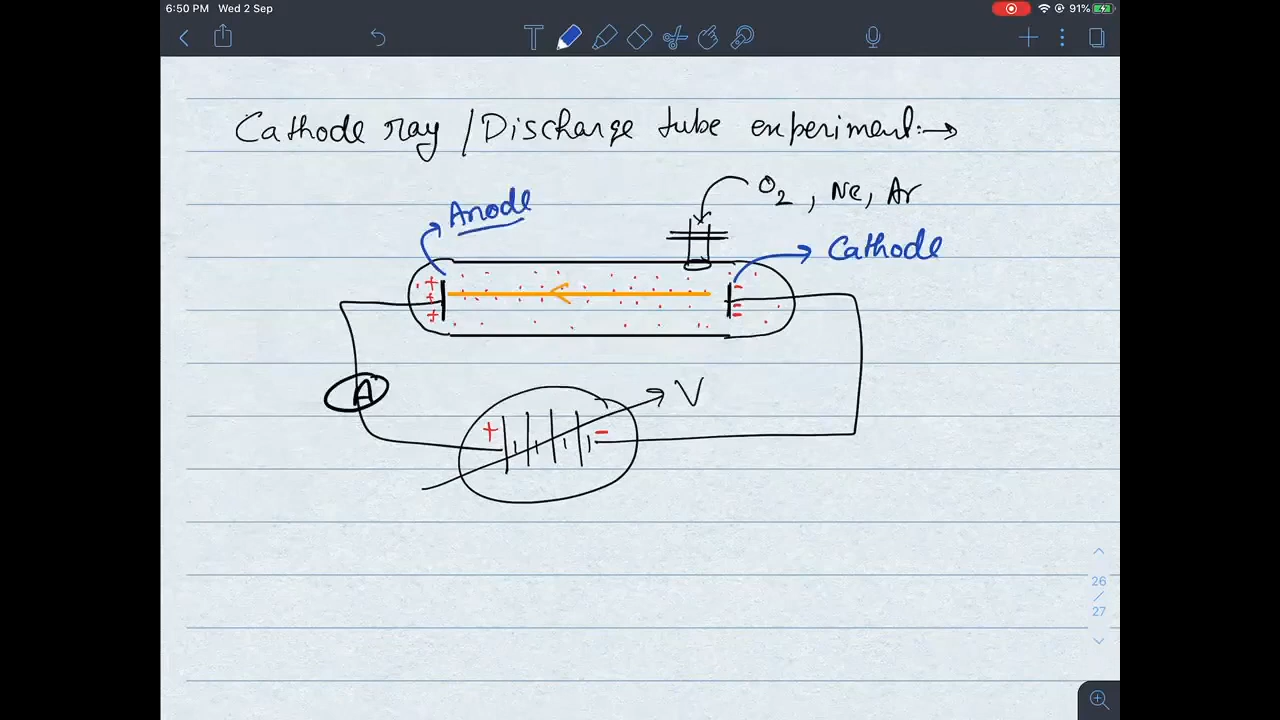 6:50 PM Wed 2 Sep
91%
T
Cathode ray / Discharge tube experiment:→
O2, Ne, Ar
Anode
Cathode
+ −
+ −
+ −
A
V
+ −
26
/
27